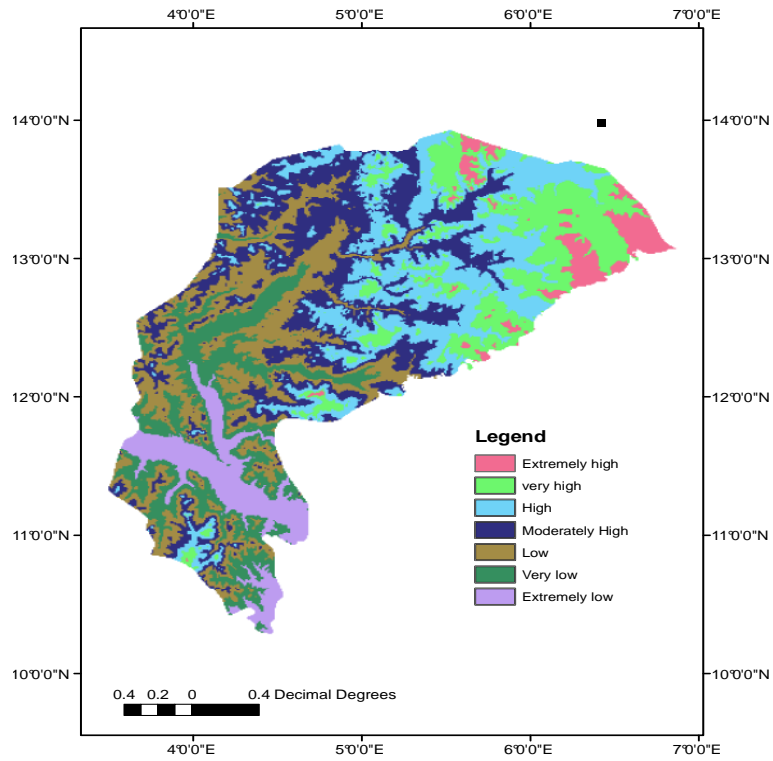 4°0'0"E 5°0'0"E 6°0'0"E 7°0'0"E
14°0'0"N 14°0'0"N
13°0'0"N 13°0'0"N
12°0'0"N 12°0'0"N
Legend
Extremely high
very high
High
Moderately High
Low
Very low
Extremely low
11°0'0"N 11°0'0"N
10°0'0"N 10°0'0"N
0.4 0.2 0 0.4 Decimal Degrees
4°0'0"E 5°0'0"E 6°0'0"E 7°0'0"E